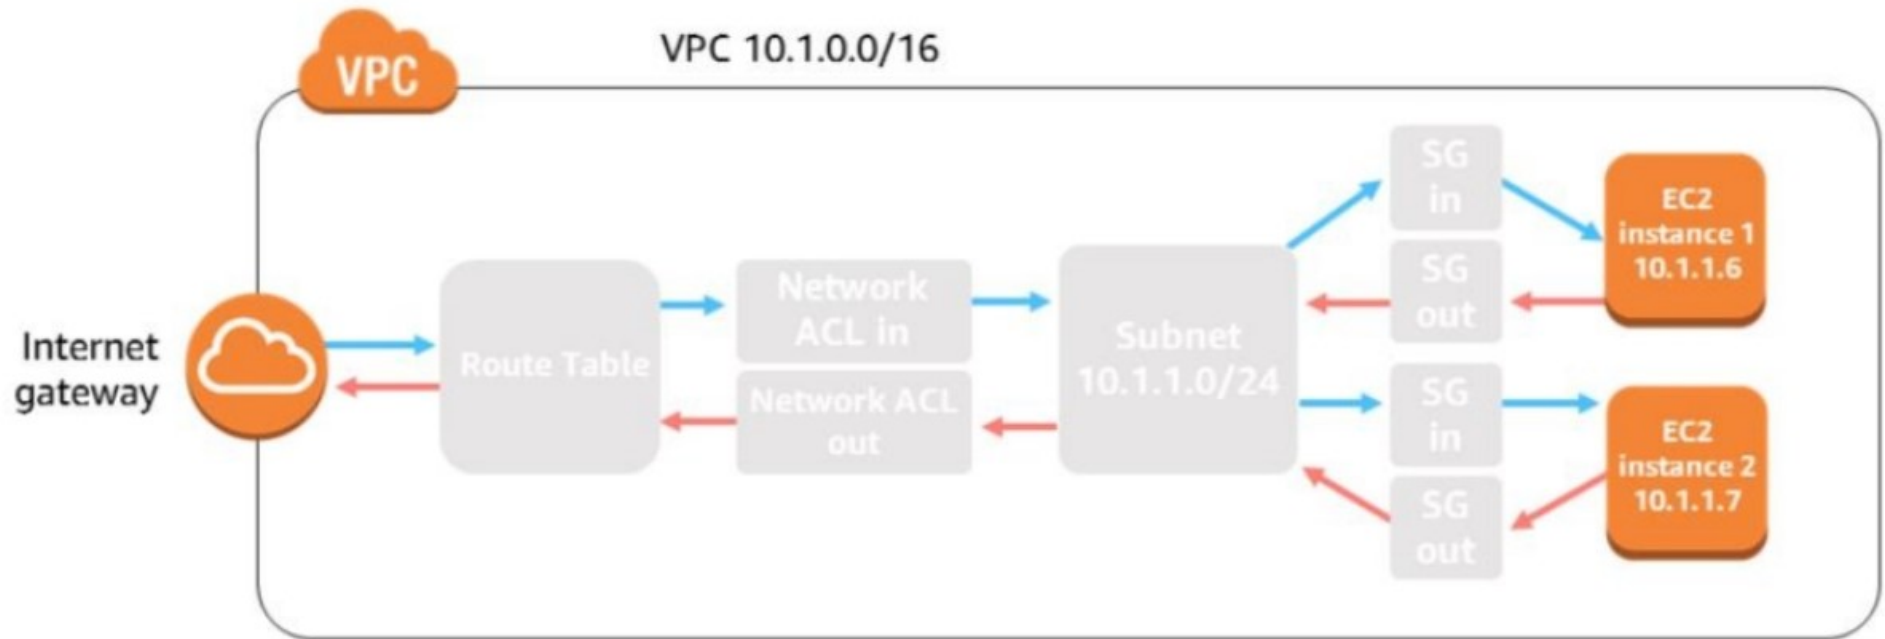 VPC 10.1.0.0/16
VPC
Internet
gateway
Route Table
Network
ACL in
Network ACL
out
Subnet
10.1.1.0/24
SG
in
SG
out
EC2
instance 1
10.1.1.6
SG
in
SG
out
EC2
instance 2
10.1.1.7